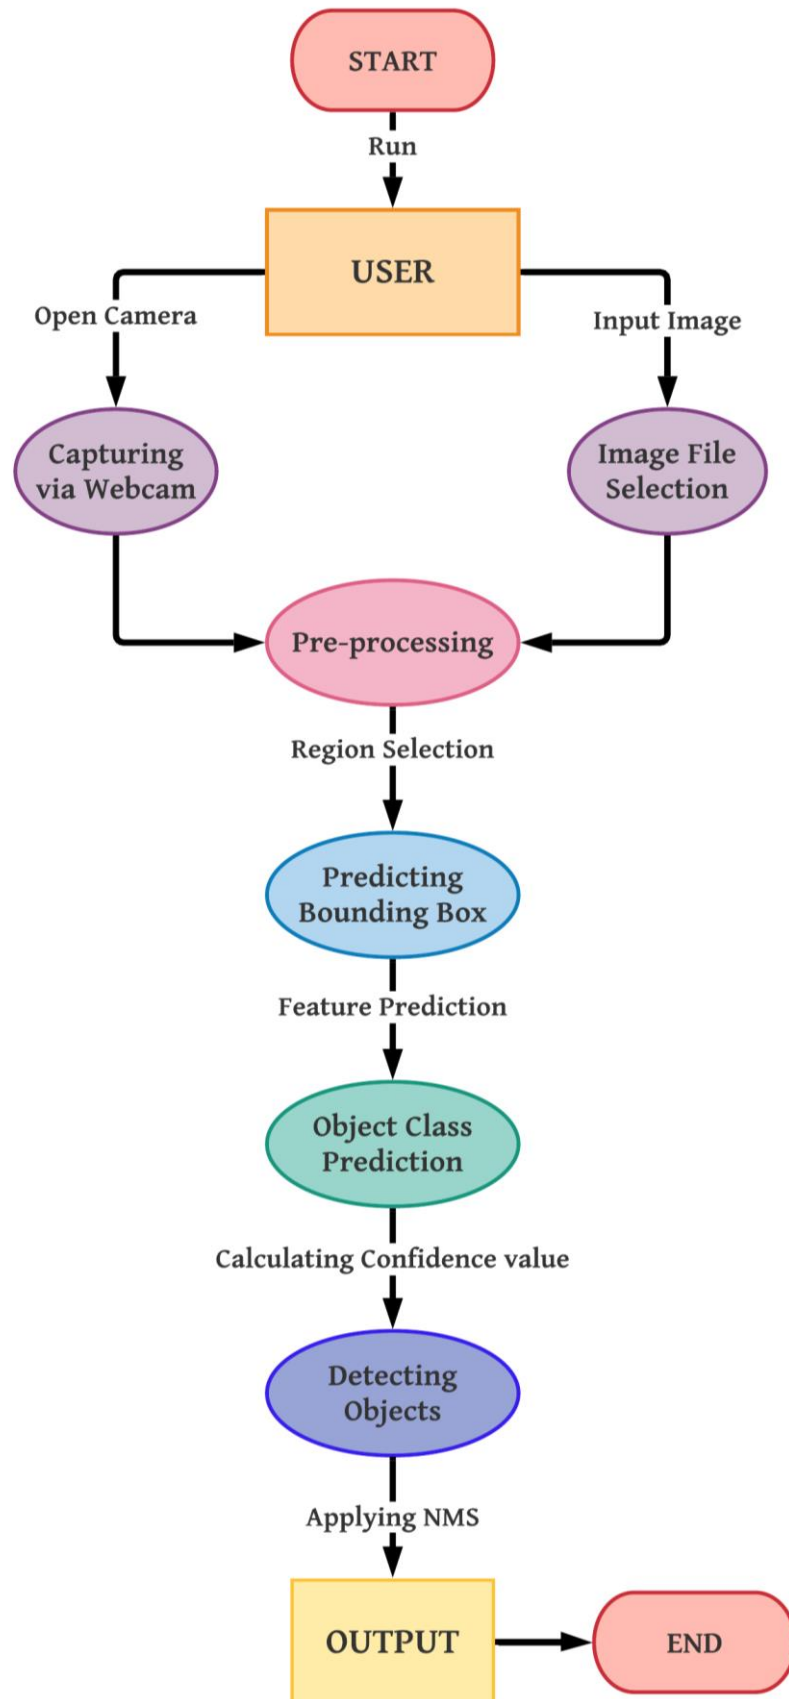 START
Run
USER
Open Camera
Input Image
Capturing
via Webcam
Image File
Selection
Pre-processing
Region Selection
Predicting
Bounding Box
Feature Prediction
Object Class
Prediction
Calculating Confidence value
Detecting
Objects
Applying NMS
OUTPUT
END